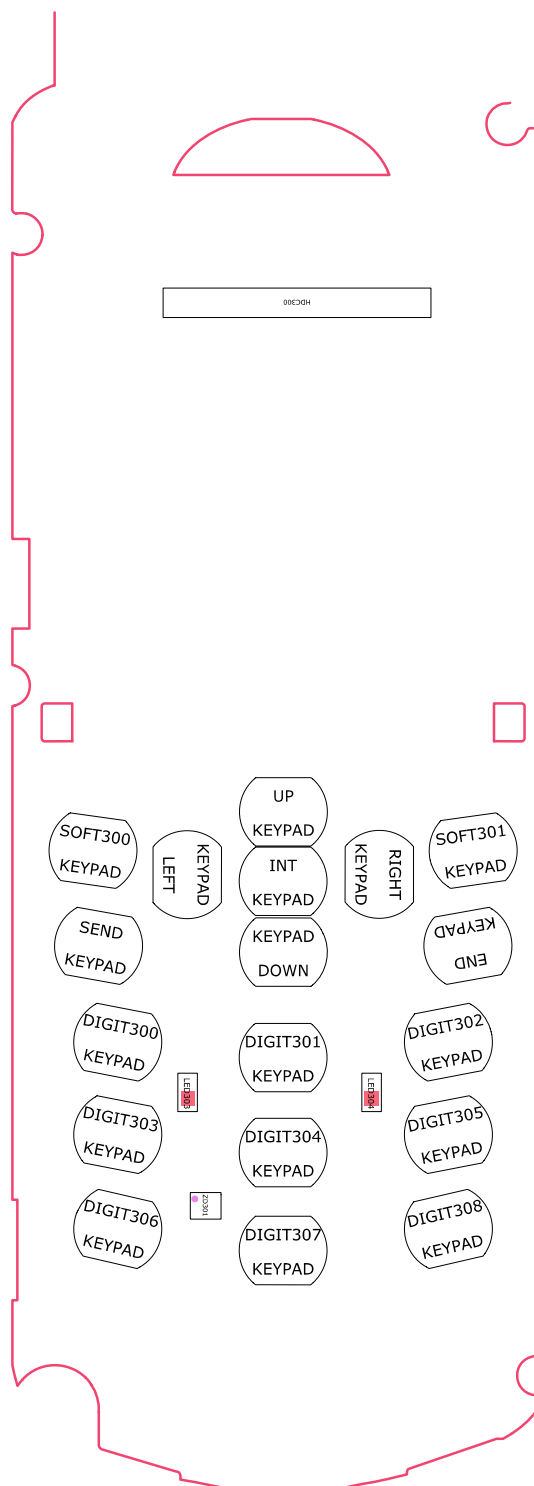 HDC300
UP
KEYPAD
SOFT300
KEYPAD
SOFT301
KEYPAD
KEYPAD
LEFT
INT
KEYPAD
RIGHT
KEYPAD
SEND
KEYPAD
KEYPAD
DOWN
END
KEYPAD
DIGIT300
KEYPAD
DIGIT301
KEYPAD
DIGIT302
KEYPAD
LED303
LED304
DIGIT303
KEYPAD
DIGIT304
KEYPAD
DIGIT305
KEYPAD
ZD301
DIGIT306
KEYPAD
DIGIT307
KEYPAD
DIGIT308
KEYPAD